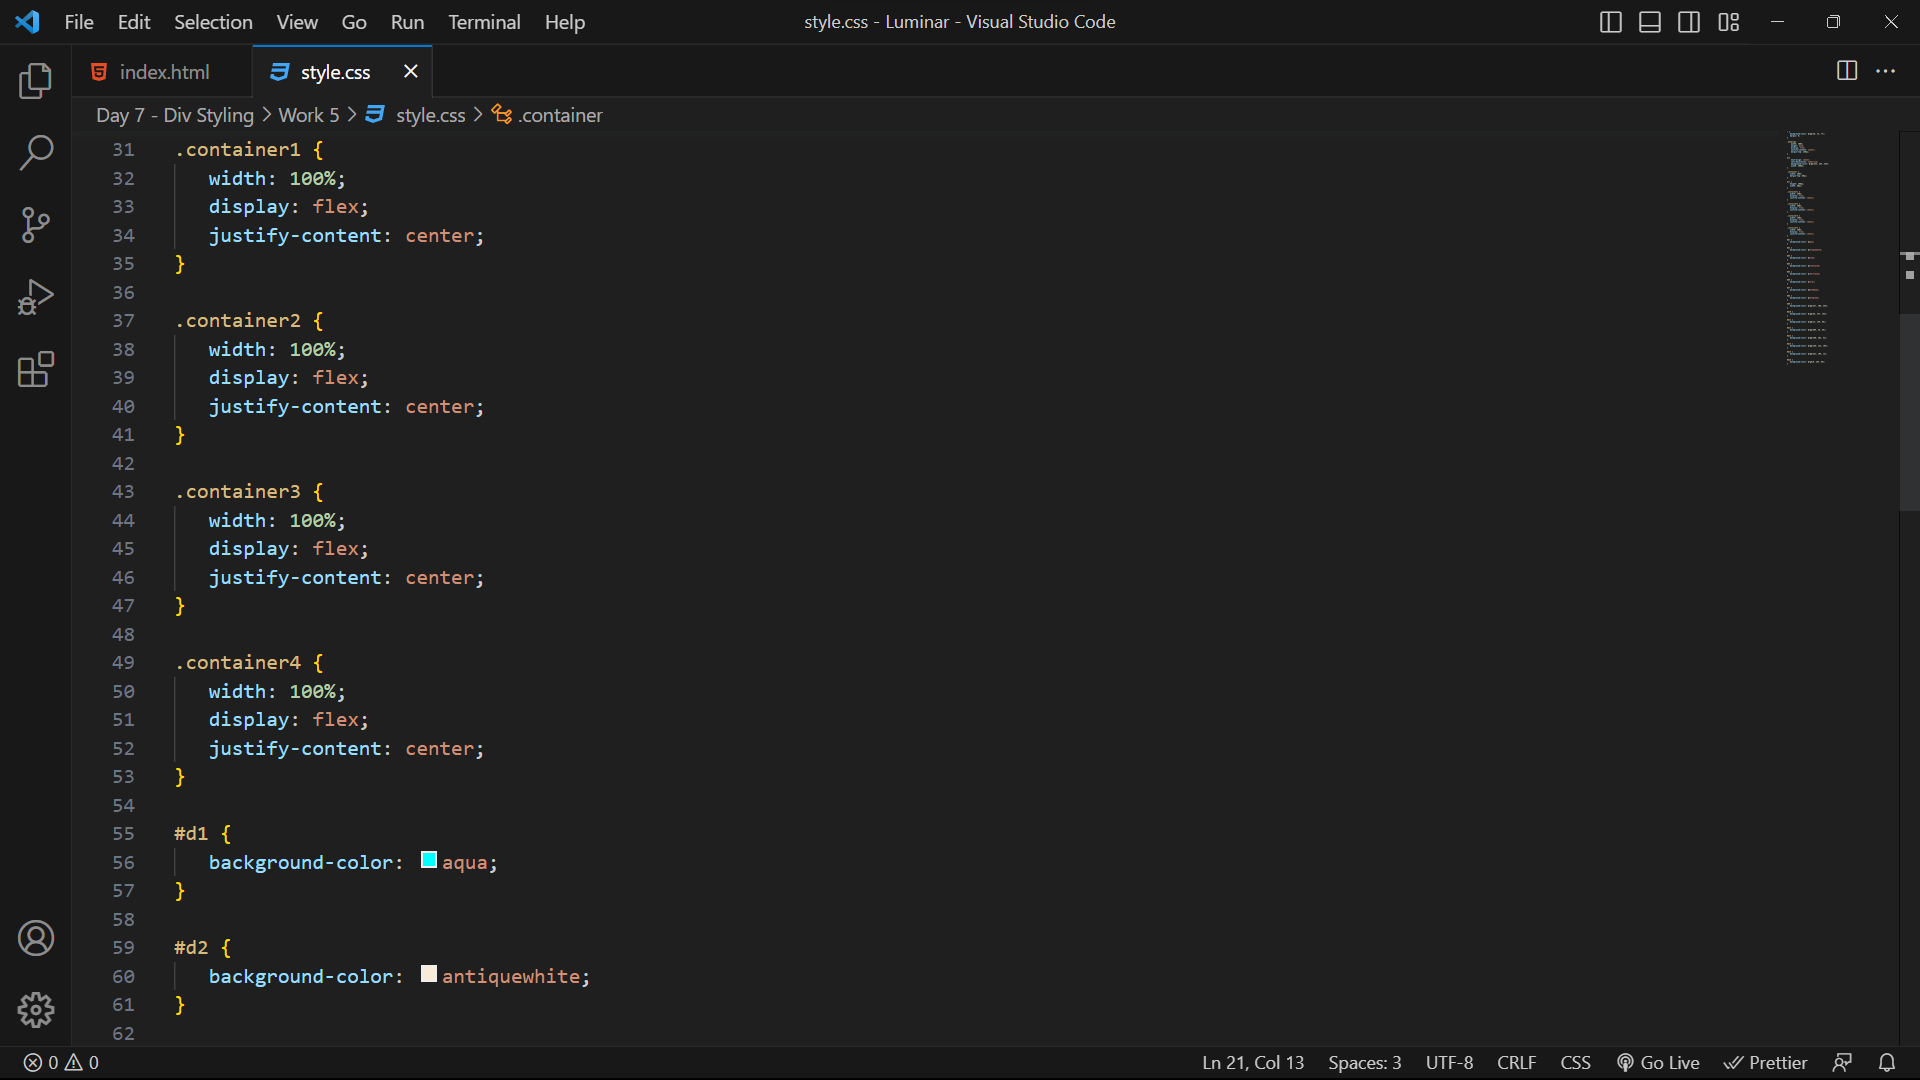 File Edit Selection View Go Run Terminal Help style.css - Luminar - Visual Studio Code
index.html style.css
Day 7 - Div Styling > Work 5 > style.css > .container
31 .container1 {
32 width: 100%;
33 display: flex;
34 justify-content: center;
35 }
36
37 .container2 {
38 width: 100%;
39 display: flex;
40 justify-content: center;
41 }
42
43 .container3 {
44 width: 100%;
45 display: flex;
46 justify-content: center;
47 }
48
49 .container4 {
50 width: 100%;
51 display: flex;
52 justify-content: center;
53 }
54
55 #d1 {
56 background-color: aqua;
57 }
58
59 #d2 {
60 background-color: antiquewhite;
61 }
62
0 0 Ln 21, Col 13 Spaces: 3 UTF-8 CRLF CSS Go Live Prettier